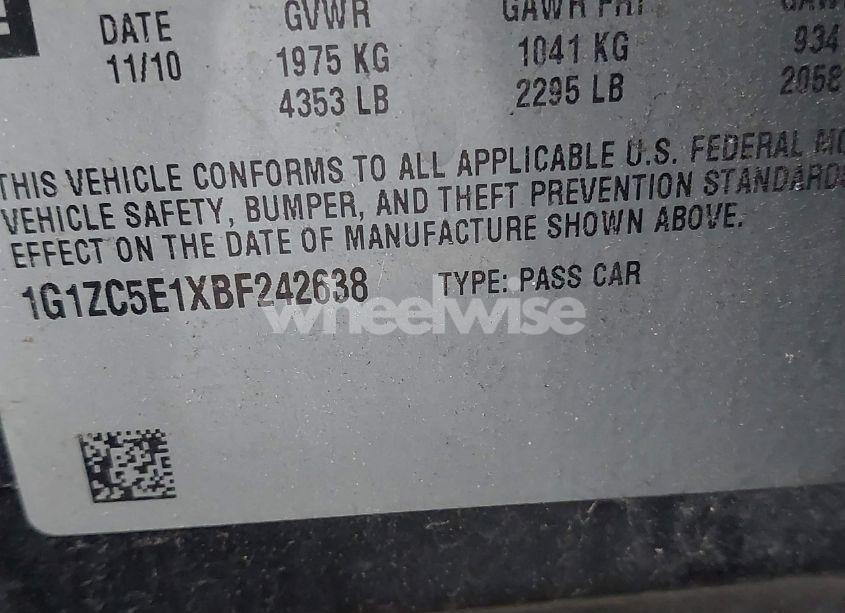 DATE GVWR GAWR FRT
11/10 1975 KG 1041 KG 934
4353 LB 2295 LB 2058
THIS VEHICLE CONFORMS TO ALL APPLICABLE U.S. FEDERAL
VEHICLE SAFETY, BUMPER, AND THEFT PREVENTION STANDARDS
EFFECT ON THE DATE OF MANUFACTURE SHOWN ABOVE.
1G1ZC5E1XBF242638 TYPE: PASS CAR
wheelwise